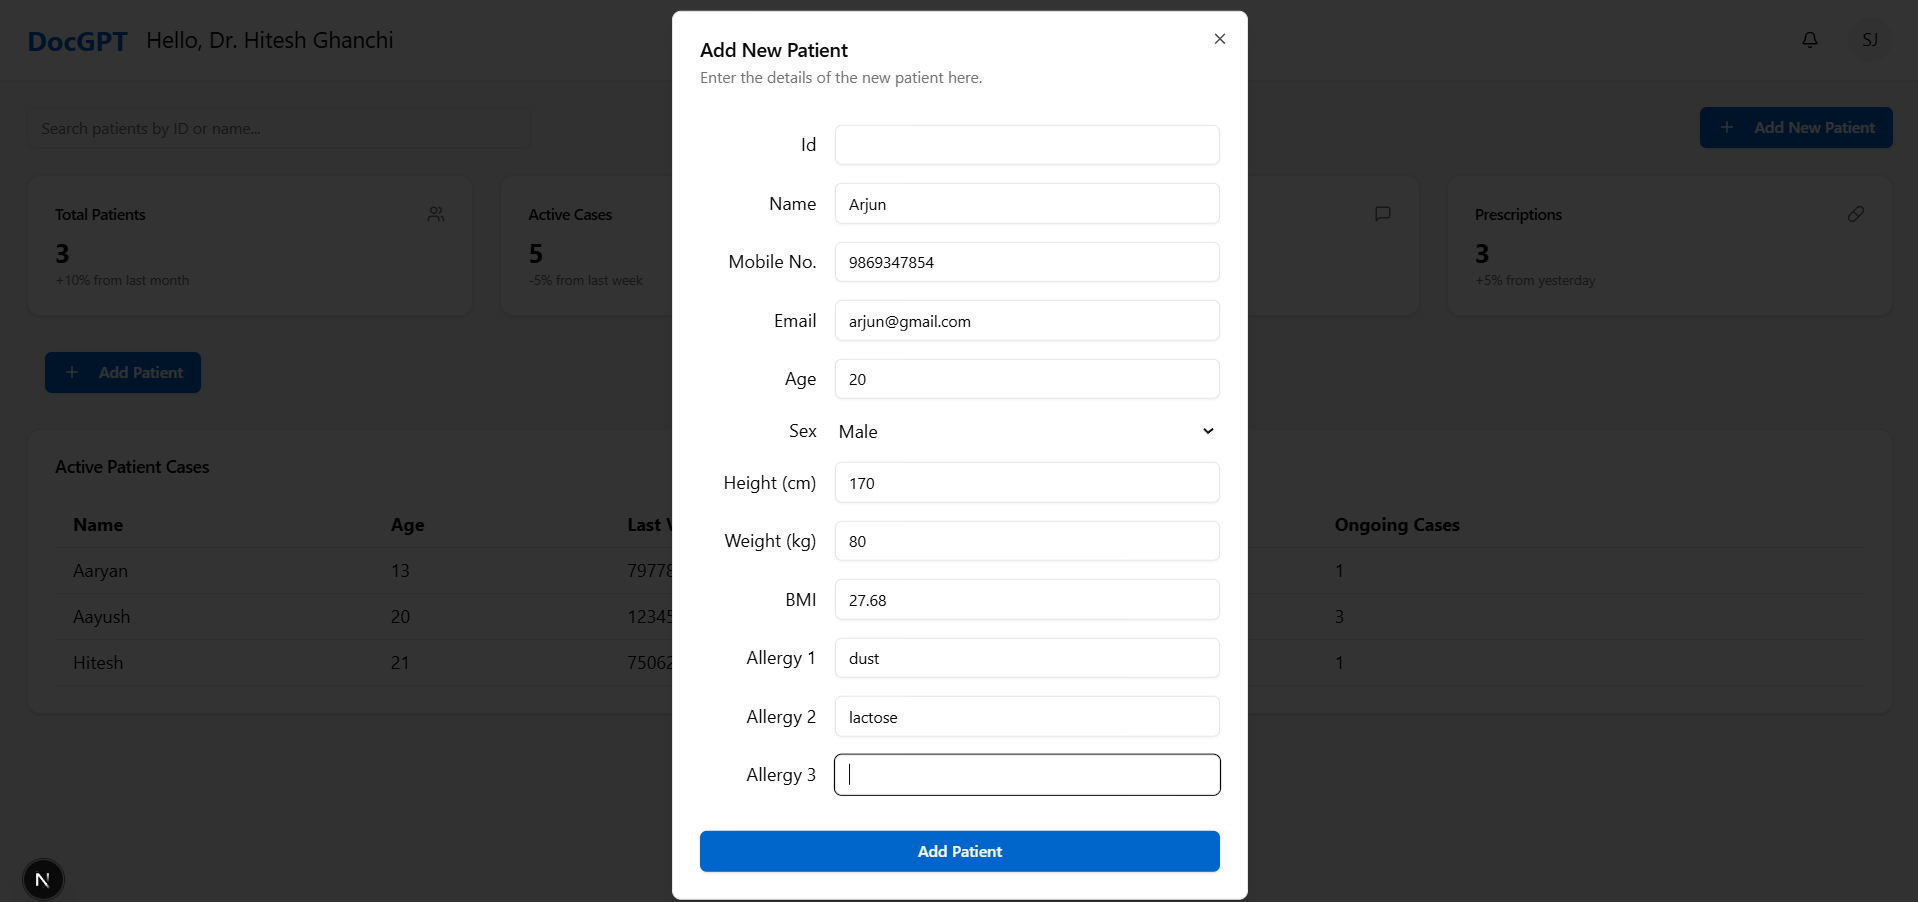 DocGPT Hello, Dr. Hitesh Ghanchi
SJ
Search patients by ID or name...
Add New Patient
Total Patients
3
+10% from last month
Active Cases
5
-5% from last week
Prescriptions
3
+5% from yesterday
Add Patient
Active Patient Cases
Name Age Last Ongoing Cases
Aaryan 13 79778 1
Aayush 20 12345 3
Hitesh 21 75062 1
N
Add New Patient
Enter the details of the new patient here.
Id
Name Arjun
Mobile No. 9869347854
Email arjun@gmail.com
Age 20
Sex Male
Height (cm) 170
Weight (kg) 80
BMI 27.68
Allergy 1 dust
Allergy 2 lactose
Allergy 3
Add Patient